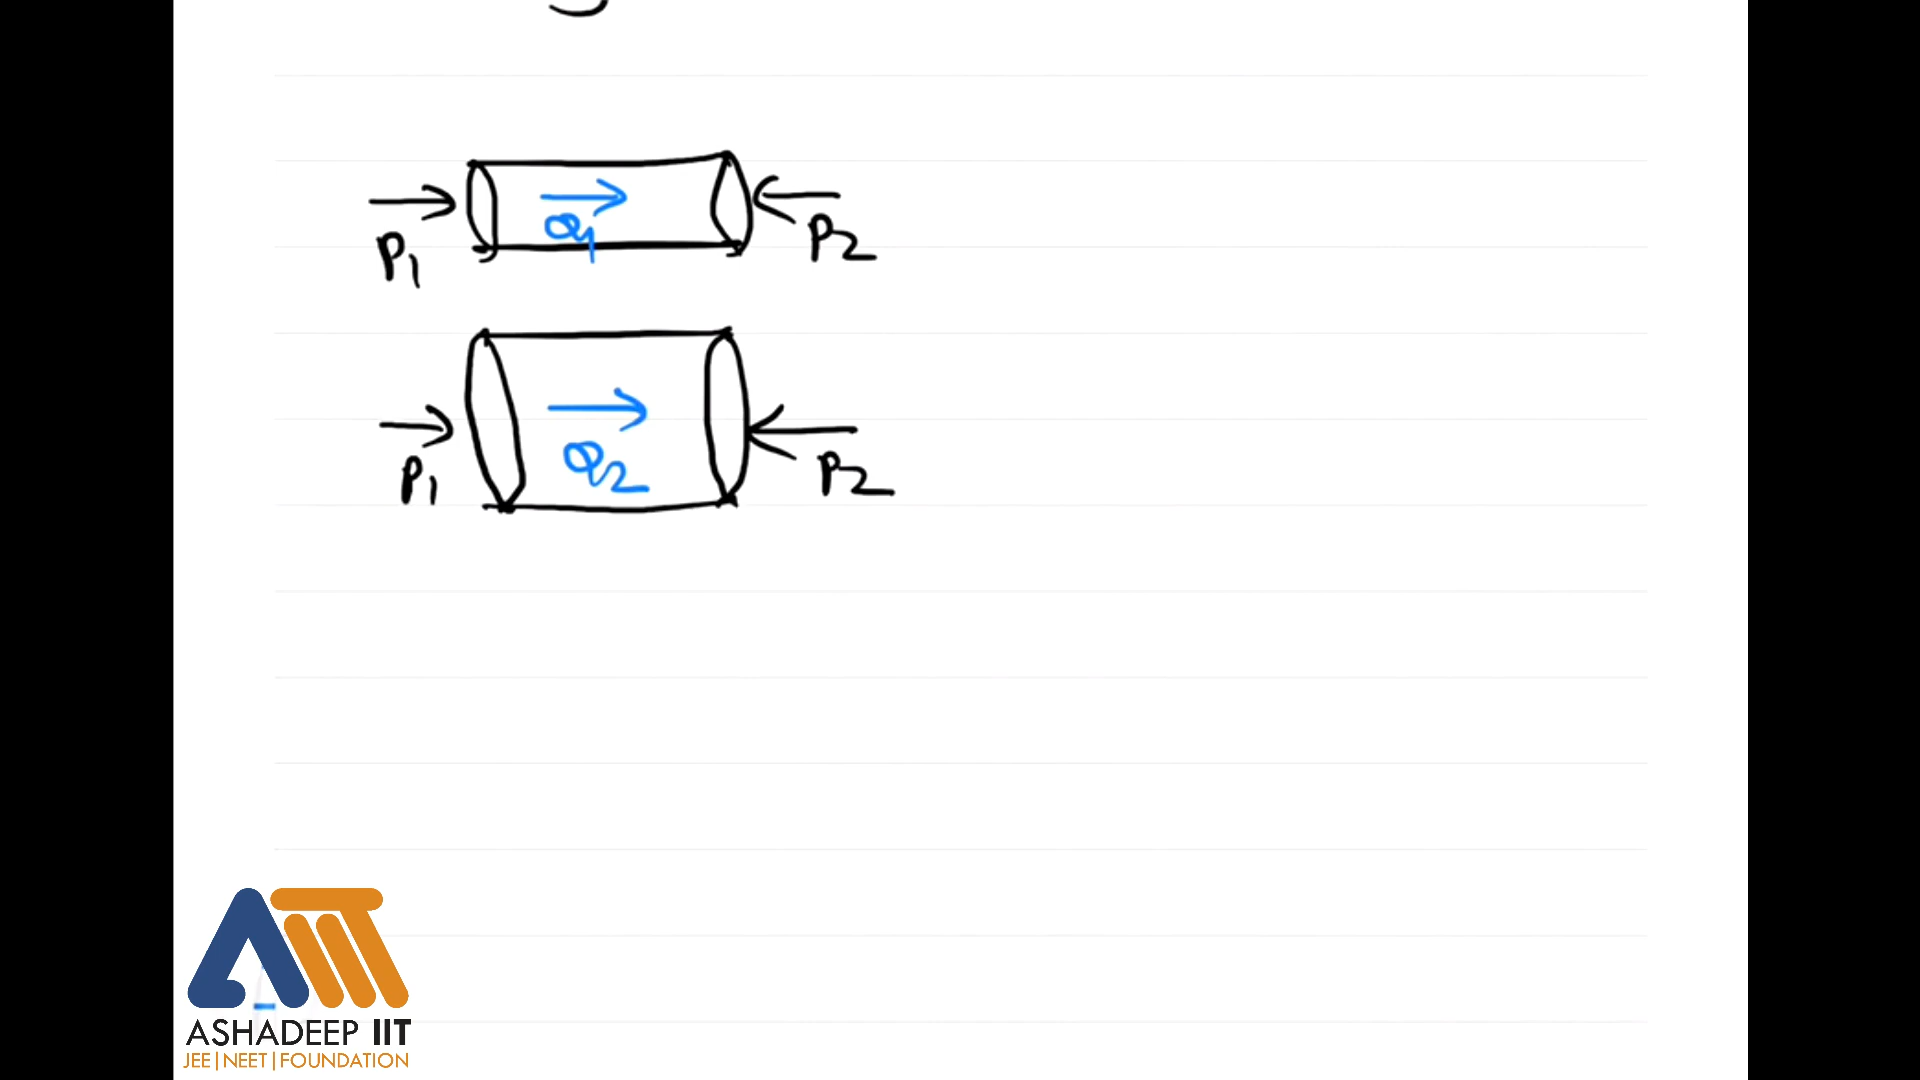 Q1
P1
P2
Q2
P1
P2
ASHADEEP IIT
JEE|NEET|FOUNDATION